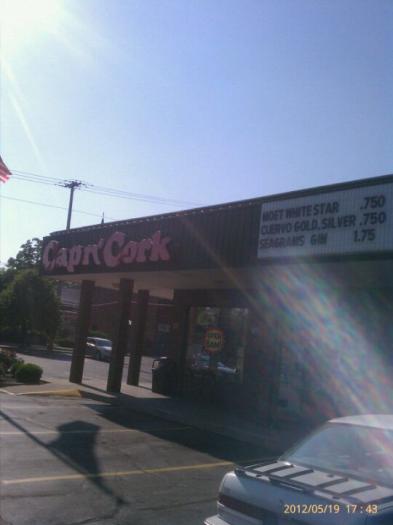 Cap n' Cork
MOET WHITE STAR .750
CUERVO GOLD.SILVER .750
SEAGRAMS GIN 1.75
2012/05/19 17:43